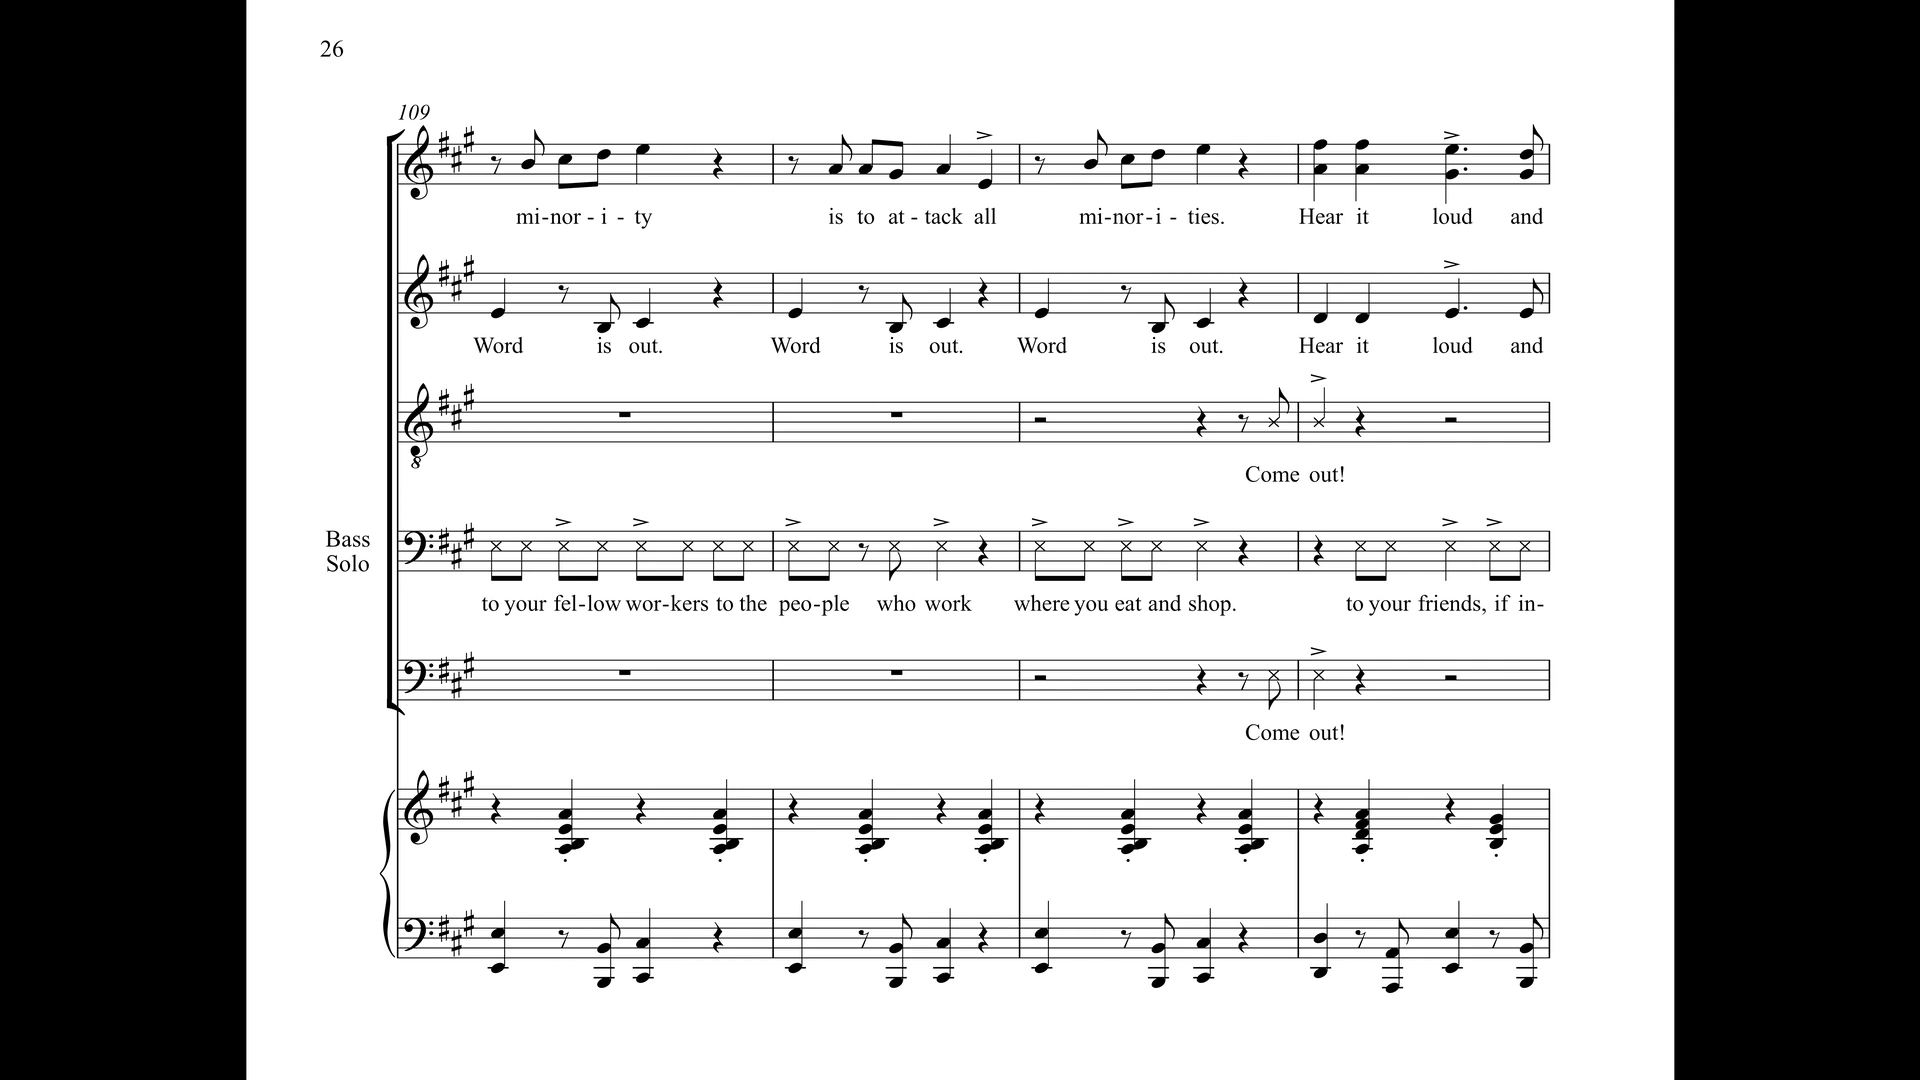 26
109
mi-nor - i - ty is to at - tack all mi-nor-i - ties. Hear it loud and
Word is out. Word is out. Word is out. Hear it loud and
8
Come out!
Bass
Solo
to your fel-low wor-kers to the peo-ple who work where you eat and shop. to your friends, if in-
Come out!